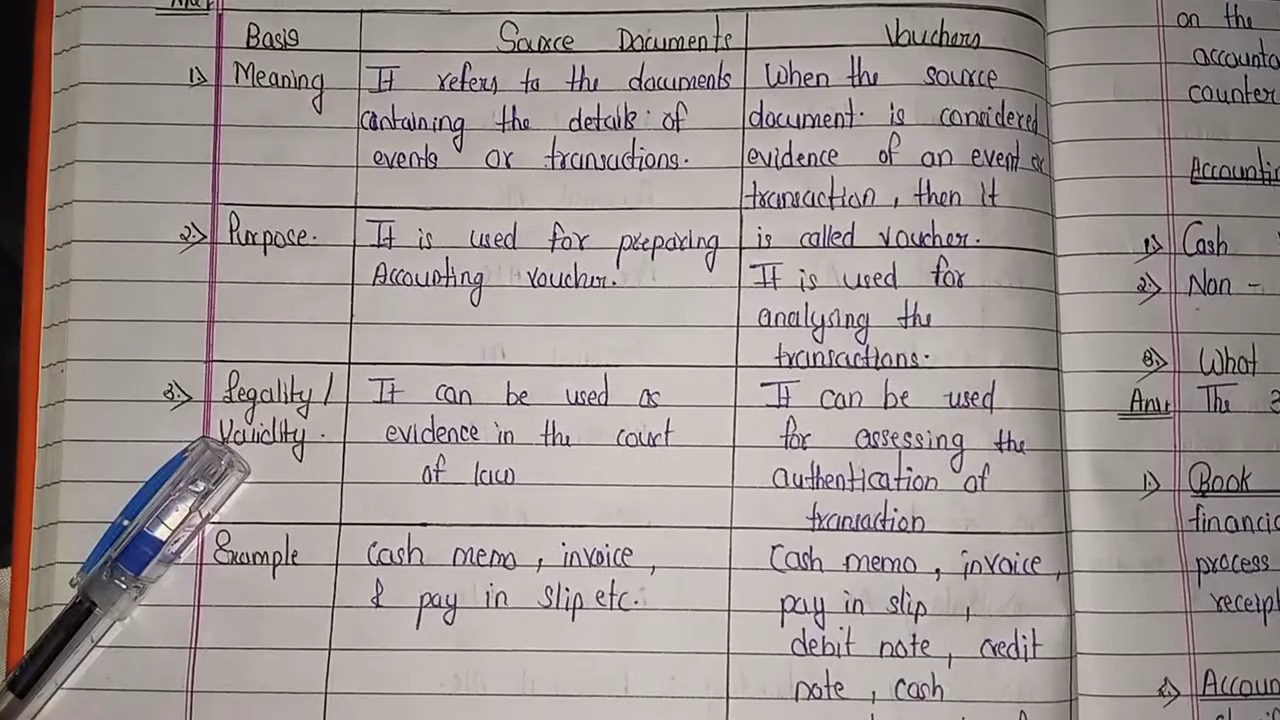 Basis Source Documents Vouchers
1) Meaning
It refers to the documents
containing the details of
events or transactions.
When the source
document is considered
evidence of an event or
transaction, then it
is called voucher.
2) Purpose.
It is used for preparing
Accounting voucher.
It is used for
analysing the
transactions.
3) Legality /
Validity.
It can be used as
evidence in the court
of law
It can be used
for assessing the
authentication of
transaction
Example
Cash memo, invoice,
& pay in slip etc.
Cash memo, invoice,
pay in slip,
debit note, credit
note, cash
on the
counter
1) Cash
2) Non -
What
Ans The
1) Book
process